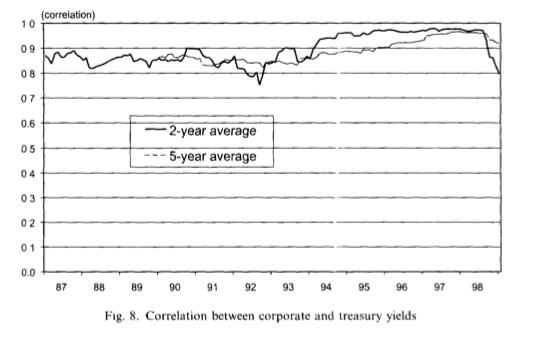 (correlation)
1 0
0 9
0 8
0 7
0.6
0 5
0 4
0 3
0 2
0 1
0.0
2-year average
5-year average
87 88 89 90 91 92 93 94 95 96 97 98
Fig. 8. Correlation between corporate and treasury yields